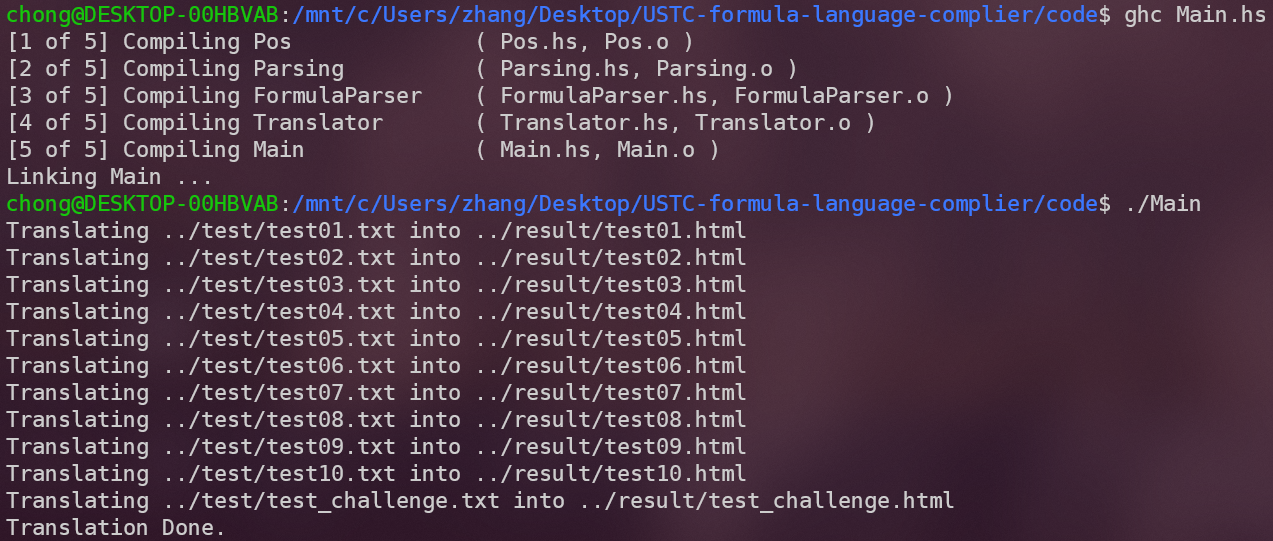 chong@DESKTOP-00HBVAB:/mnt/c/Users/zhang/Desktop/USTC-formula-language-complier/code$ ghc Main.hs
[1 of 5] Compiling Pos              ( Pos.hs, Pos.o )
[2 of 5] Compiling Parsing          ( Parsing.hs, Parsing.o )
[3 of 5] Compiling FormulaParser    ( FormulaParser.hs, FormulaParser.o )
[4 of 5] Compiling Translator       ( Translator.hs, Translator.o )
[5 of 5] Compiling Main             ( Main.hs, Main.o )
Linking Main ...
chong@DESKTOP-00HBVAB:/mnt/c/Users/zhang/Desktop/USTC-formula-language-complier/code$ ./Main
Translating ../test/test01.txt into ../result/test01.html
Translating ../test/test02.txt into ../result/test02.html
Translating ../test/test03.txt into ../result/test03.html
Translating ../test/test04.txt into ../result/test04.html
Translating ../test/test05.txt into ../result/test05.html
Translating ../test/test06.txt into ../result/test06.html
Translating ../test/test07.txt into ../result/test07.html
Translating ../test/test08.txt into ../result/test08.html
Translating ../test/test09.txt into ../result/test09.html
Translating ../test/test10.txt into ../result/test10.html
Translating ../test/test_challenge.txt into ../result/test_challenge.html
Translation Done.